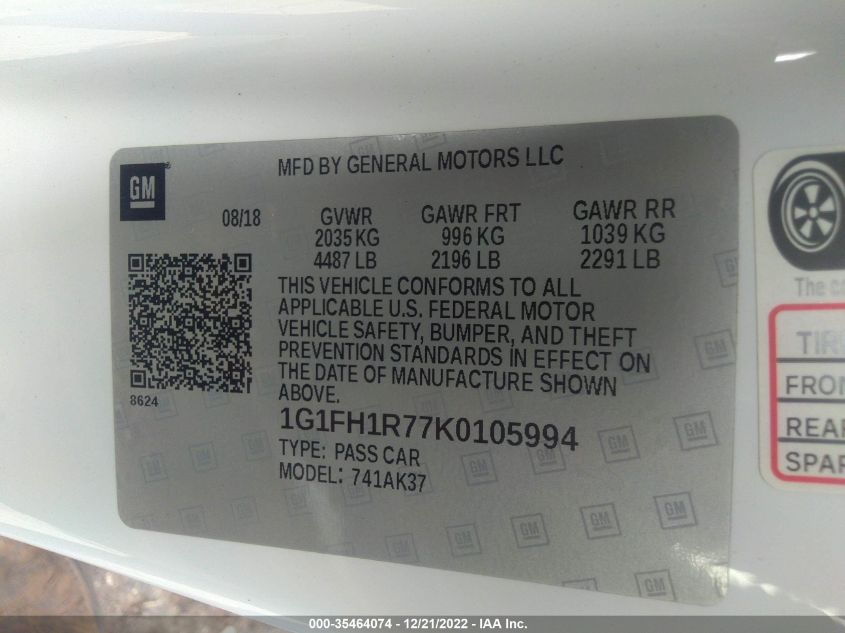 MFD BY GENERAL MOTORS LLC
GM
08/18
GVWR GAWR FRT GAWR RR
2035 KG 996 KG 1039 KG
4487 LB 2196 LB 2291 LB
THIS VEHICLE CONFORMS TO ALL
APPLICABLE U.S. FEDERAL MOTOR
VEHICLE SAFETY, BUMPER, AND THEFT
PREVENTION STANDARDS IN EFFECT ON
THE DATE OF MANUFACTURE SHOWN
ABOVE.
8624
1G1FH1R77K0105994
TYPE: PASS CAR
MODEL: 741AK37
The
TIR
FRON
REAR
SPAR
000-35464074 - 12/21/2022 - IAA Inc.